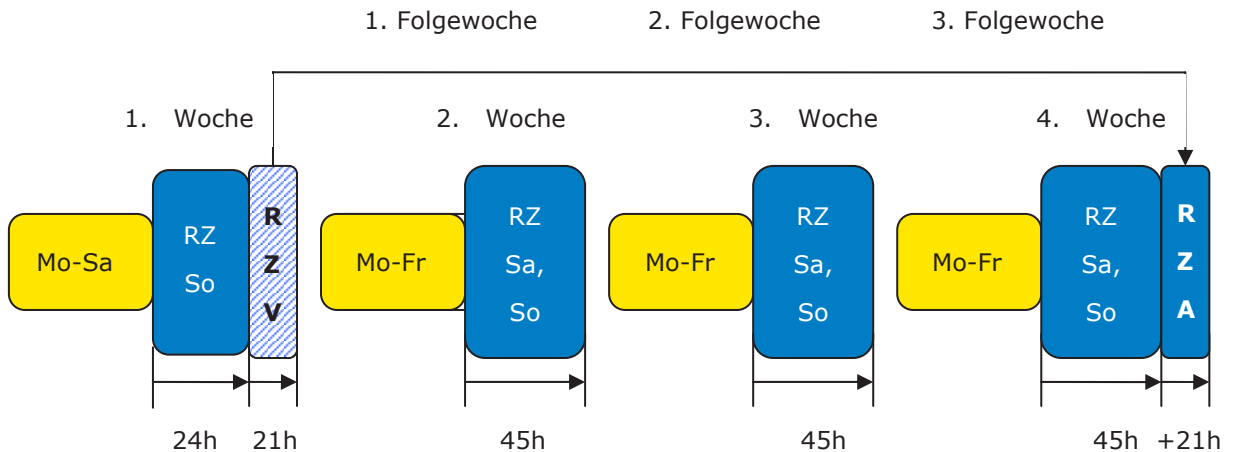 1. Folgewoche 2. Folgewoche 3. Folgewoche
1. Woche 2. Woche 3. Woche 4. Woche
Mo-Sa
RZ
So
R
Z
V
Mo-Fr
RZ
Sa,
So
Mo-Fr
RZ
Sa,
So
Mo-Fr
RZ
Sa,
So
R
Z
A
24h 21h 45h 45h 45h +21h